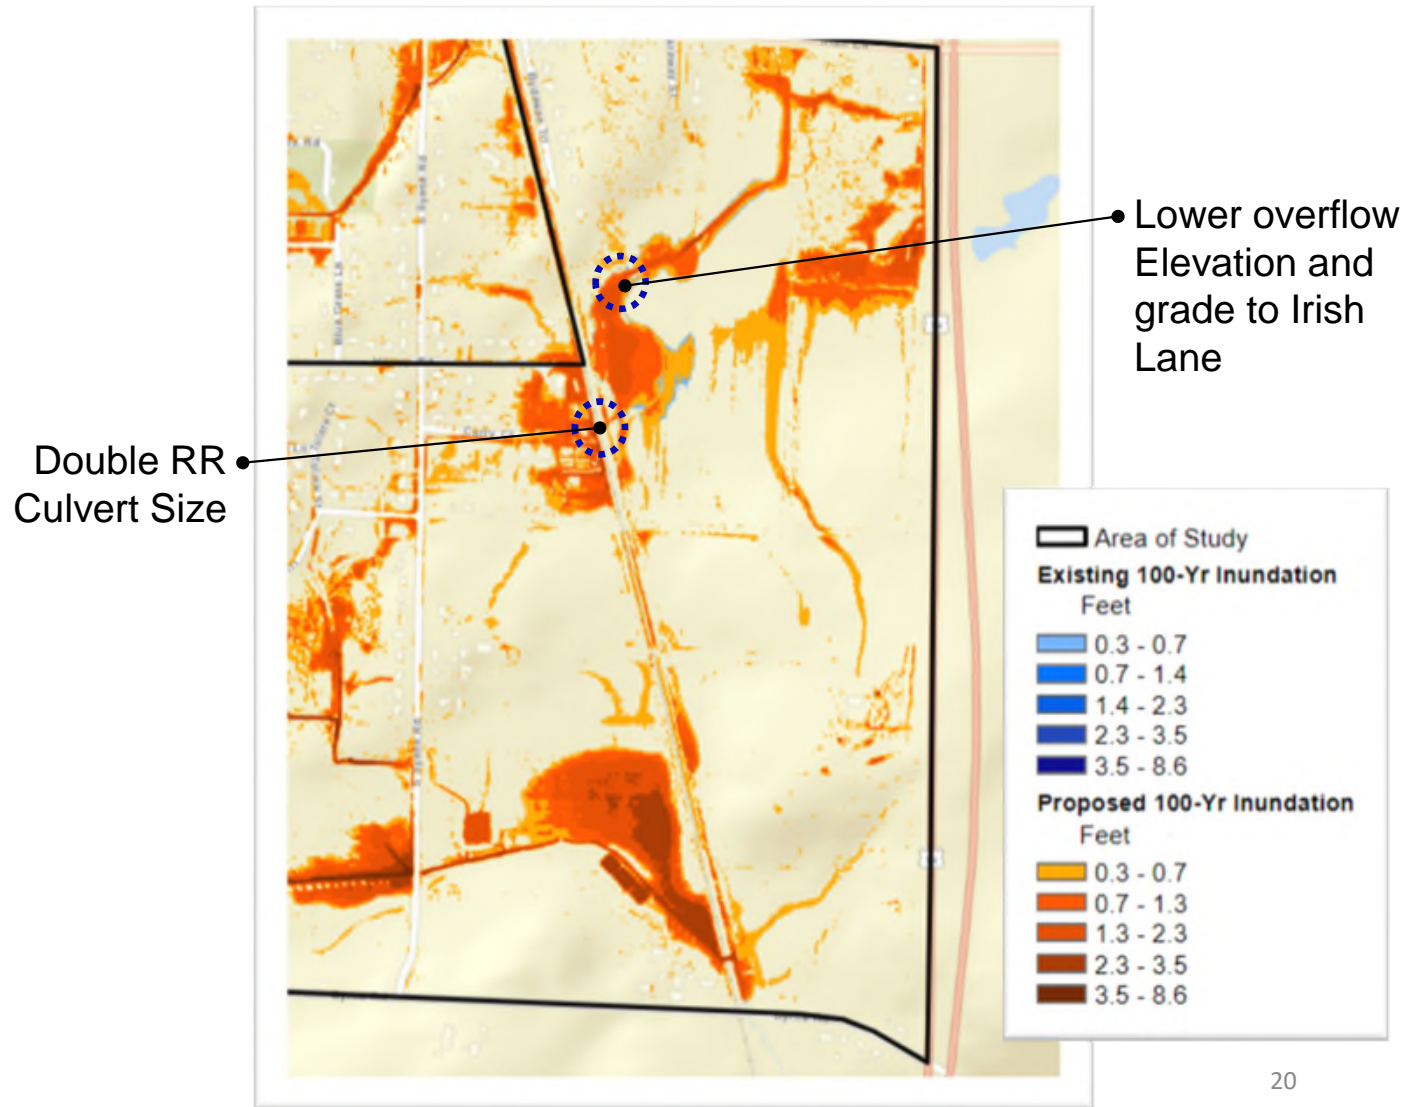 Lower overflow
Elevation and
grade to Irish
Lane
Double RR
Culvert Size
Area of Study
Existing 100-Yr Inundation
Feet
0.3 - 0.7
0.7 - 1.4
1.4 - 2.3
2.3 - 3.5
3.5 - 8.6
Proposed 100-Yr Inundation
Feet
0.3 - 0.7
0.7 - 1.3
1.3 - 2.3
2.3 - 3.5
3.5 - 8.6
20